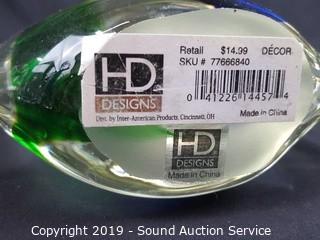 Retail $14.99 DÉCOR
SKU # 77666840
HD
DESIGNS
Dist. by Inter-American Products, Cincinnati, OH
0 41226 14457 4
Made in China
HD
DESIGNS
Made in China
Copyright 2019 - Sound Auction Service